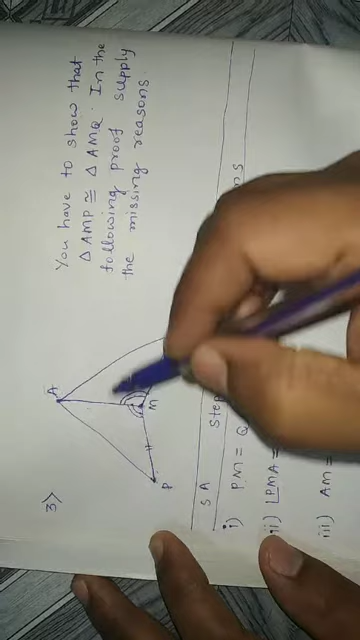 3>
You have to show that
△ AMP ≅ △ AMQ. In the
following proof supply
the missing reasons.
A
M
P
SA
i) PM = Q
ii) ∠PMA =
iii) AM =